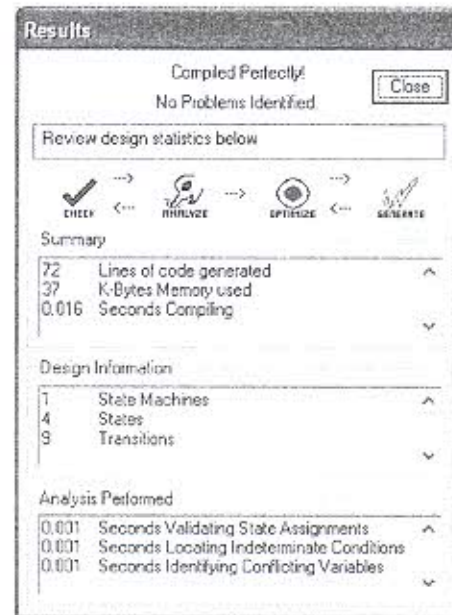 Results
Compiled Perfectly!
Close
No Problems Identified
Review design statistics below
CHECK ---> <--- ANALYZE ---> OPTIMIZE ---> <--- GENERATE
Summary
72 Lines of code generated
37 K-Bytes Memory used
0.016 Seconds Compiling
Design Information
1 State Machines
4 States
9 Transitions
Analysis Performed
0.001 Seconds Validating State Assignments
0.001 Seconds Locating Indeterminate Conditions
0.001 Seconds Identifying Conflicting Variables